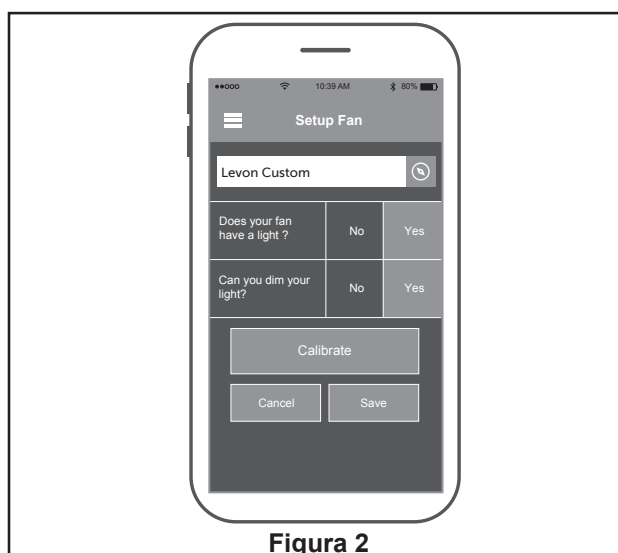 10:39 AM 80%
Setup Fan
Levon Custom
Does your fan
have a light ?
No
Yes
Can you dim your
light?
No
Yes
Calibrate
Cancel
Save
Figura 2